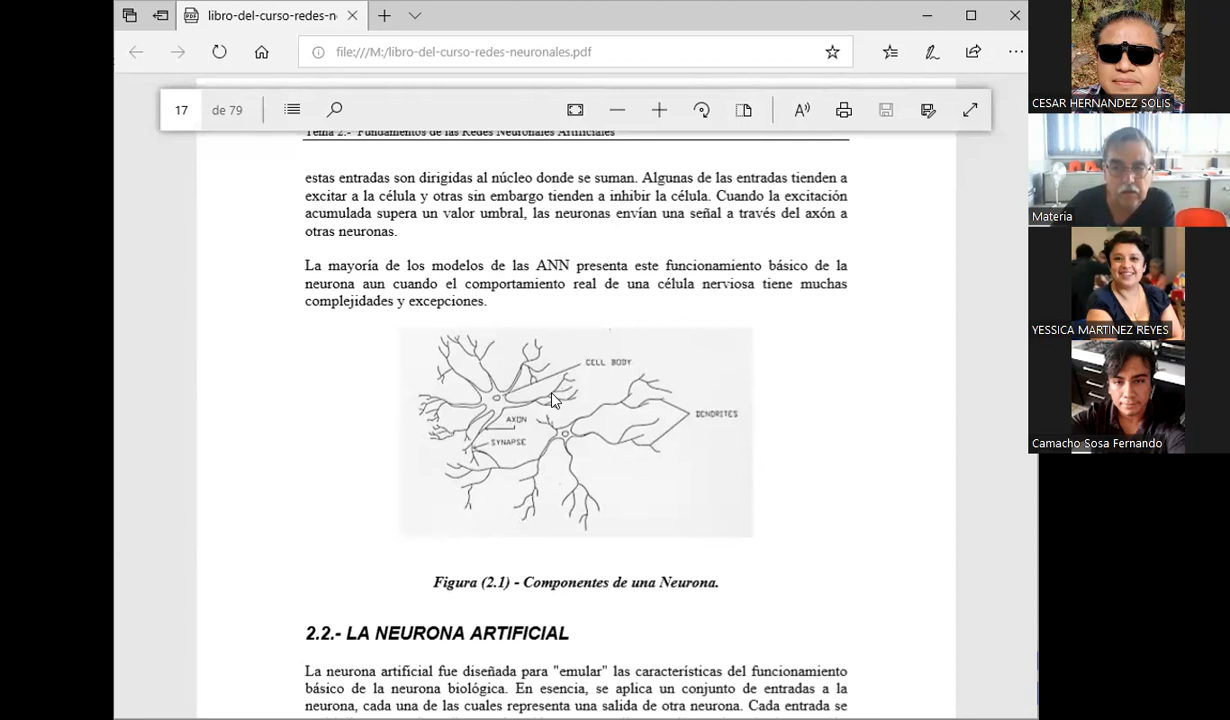 libro-del-curso-redes-n
file:///M:/libro-del-curso-redes-neuronales.pdf
17 de 79
Tema 2.- Fundamentos de las Redes Neuronales Artificiales
estas entradas son dirigidas al núcleo donde se suman. Algunas de las entradas tienden a
excitar a la célula y otras sin embargo tienden a inhibir la célula. Cuando la excitación
acumulada supera un valor umbral, las neuronas envían una señal a través del axón a
otras neuronas.
La mayoría de los modelos de las ANN presenta este funcionamiento básico de la
neurona aun cuando el comportamiento real de una célula nerviosa tiene muchas
complejidades y excepciones.
CELL BODY
AXON
DENDRITES
SYNAPSE
Figura (2.1) - Componentes de una Neurona.
2.2.- LA NEURONA ARTIFICIAL
La neurona artificial fue diseñada para "emular" las características del funcionamiento
básico de la neurona biológica. En esencia, se aplica un conjunto de entradas a la
neurona, cada una de las cuales representa una salida de otra neurona. Cada entrada se
CESAR HERNANDEZ SOLIS
Materia
YESSICA MARTINEZ REYES
Camacho Sosa Fernando